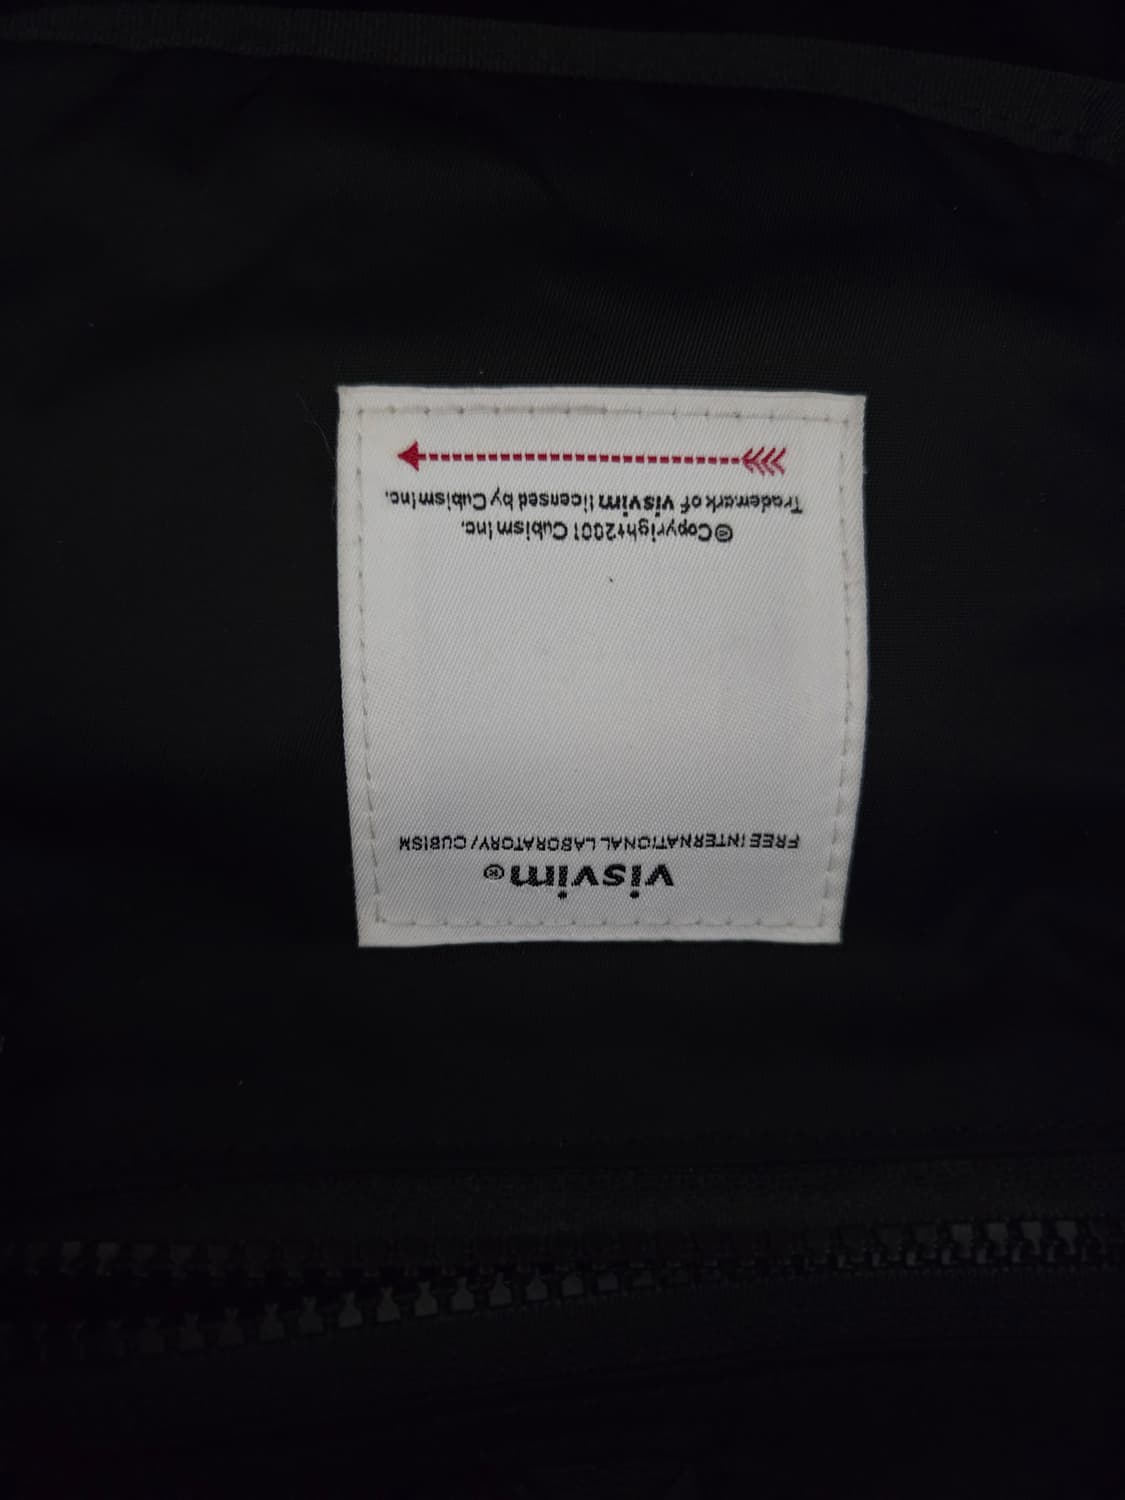 visvim®
FREE INTERNATIONAL LABORATORY / CUBISM
©Copyright2001 Cubism Inc.
Trademark of visvim licensed by Cubism Inc.